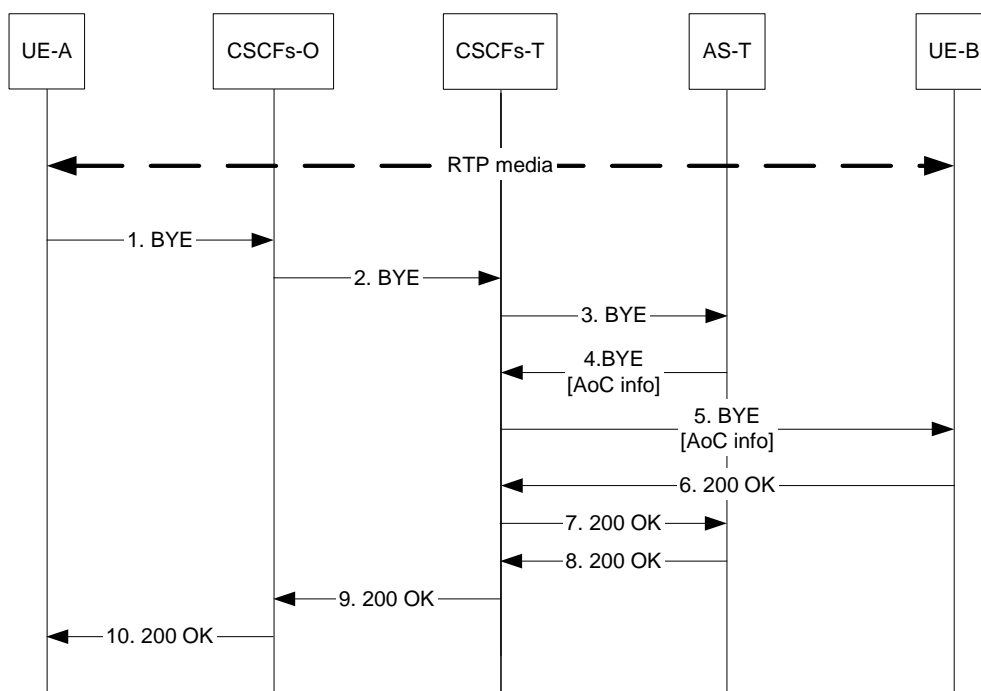 UE-A
CSCFs-O
CSCFs-T
AS-T
UE-B
RTP media
1. BYE
2. BYE
3. BYE
4.BYE
[AoC info]
5. BYE
[AoC info]
6. 200 OK
7. 200 OK
8. 200 OK
9. 200 OK
10. 200 OK